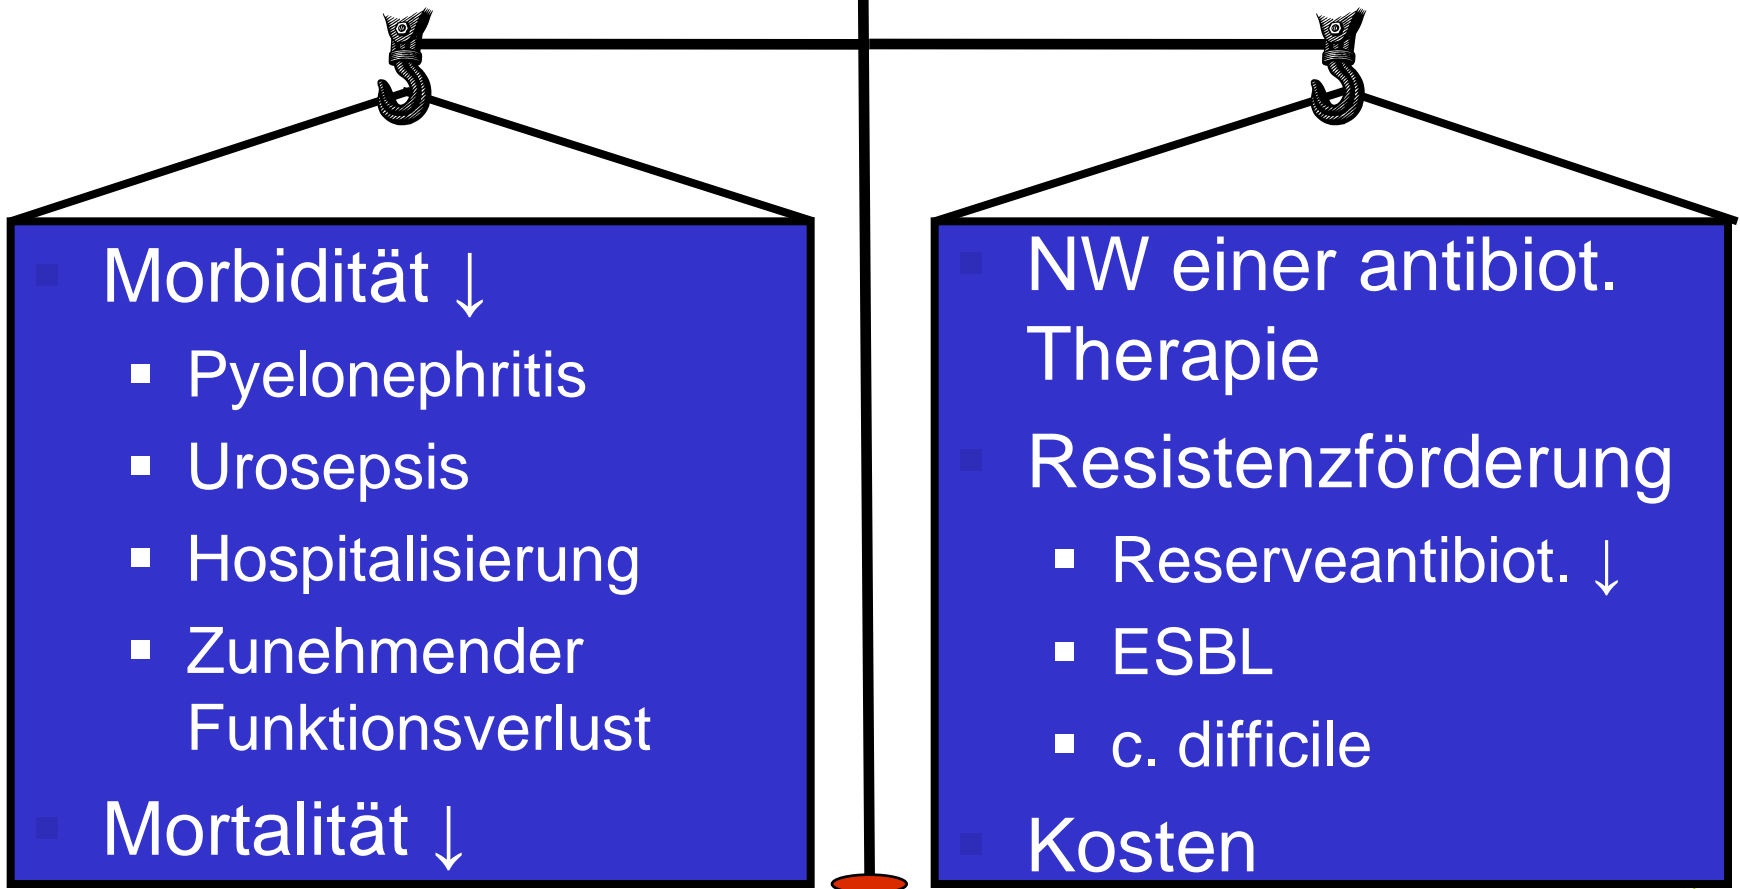 Morbidität ↓
Pyelonephritis
Urosepsis
Hospitalisierung
Zunehmender
Funktionsverlust
Mortalität ↓
NW einer antibiot.
Therapie
Resistenzförderung
Reserveantibiot. ↓
ESBL
c. difficile
Kosten